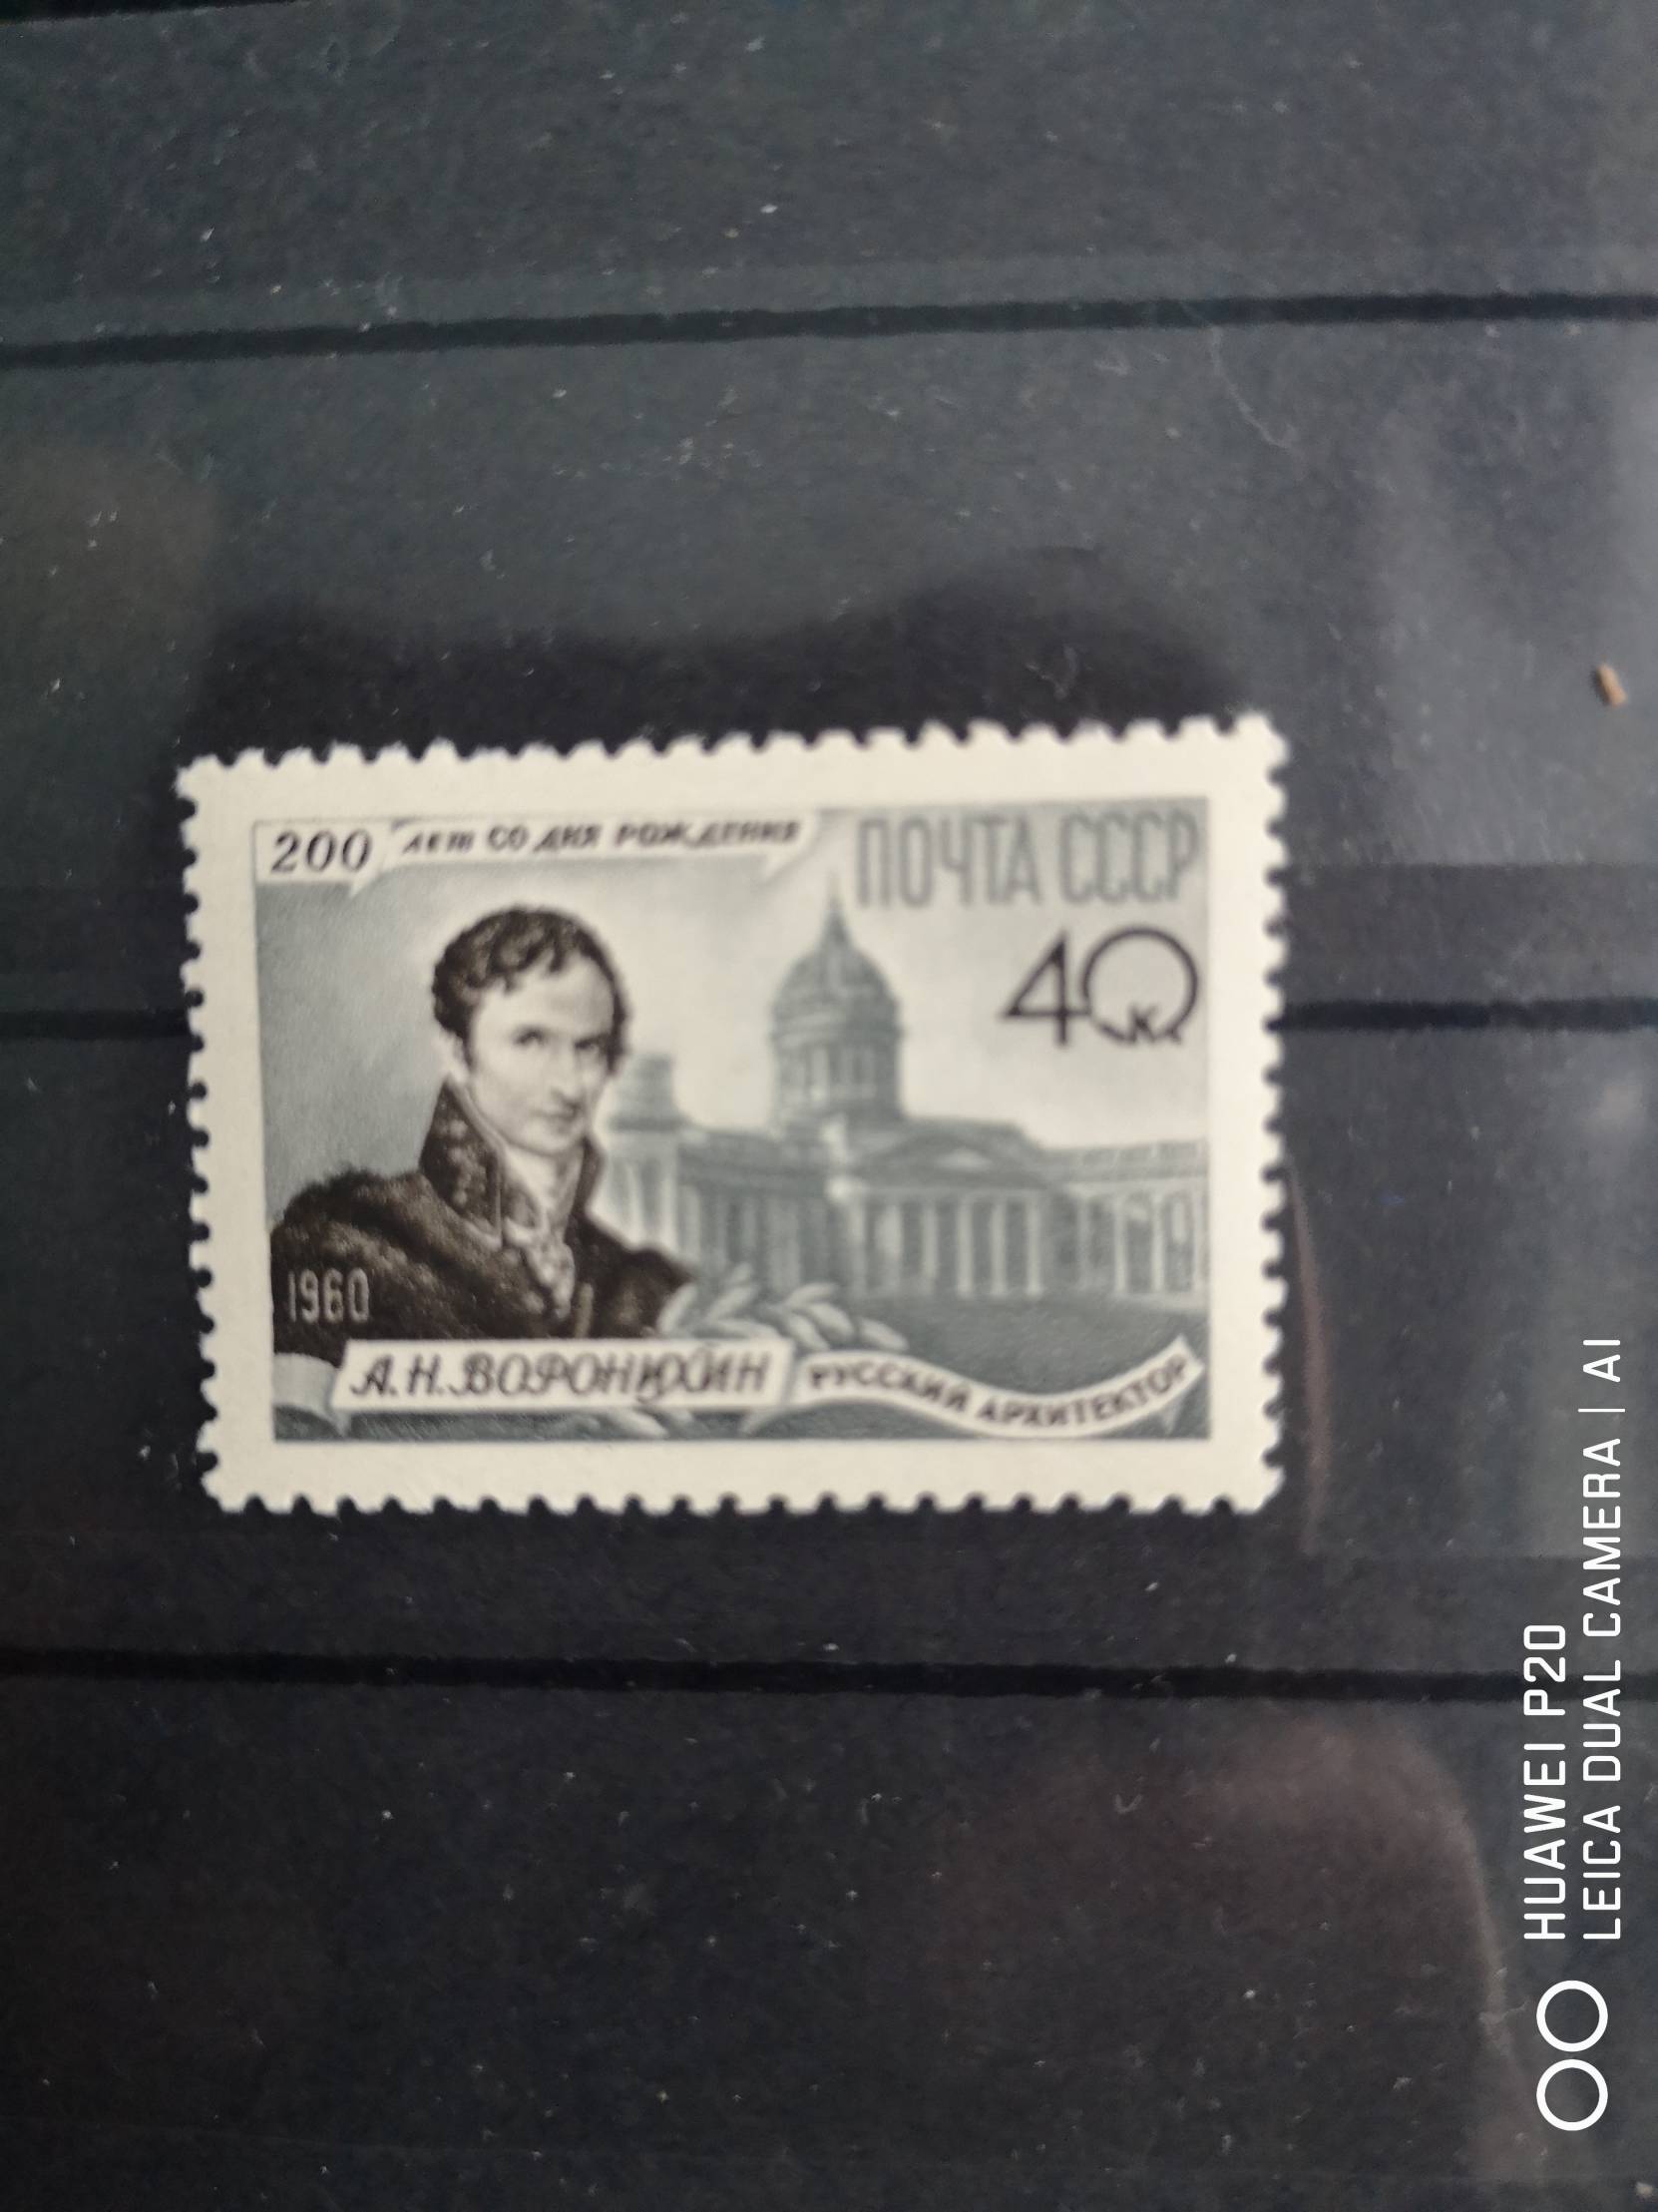 200 лет СО ДНЯ РОЖДЕНИЯ
ПОЧТА СССР
40 К.
1960
А.Н.ВОРОНИХИН
РУССКИЙ АРХИТЕКТОР
HUAWEI P20
LEICA DUAL CAMERA | AI